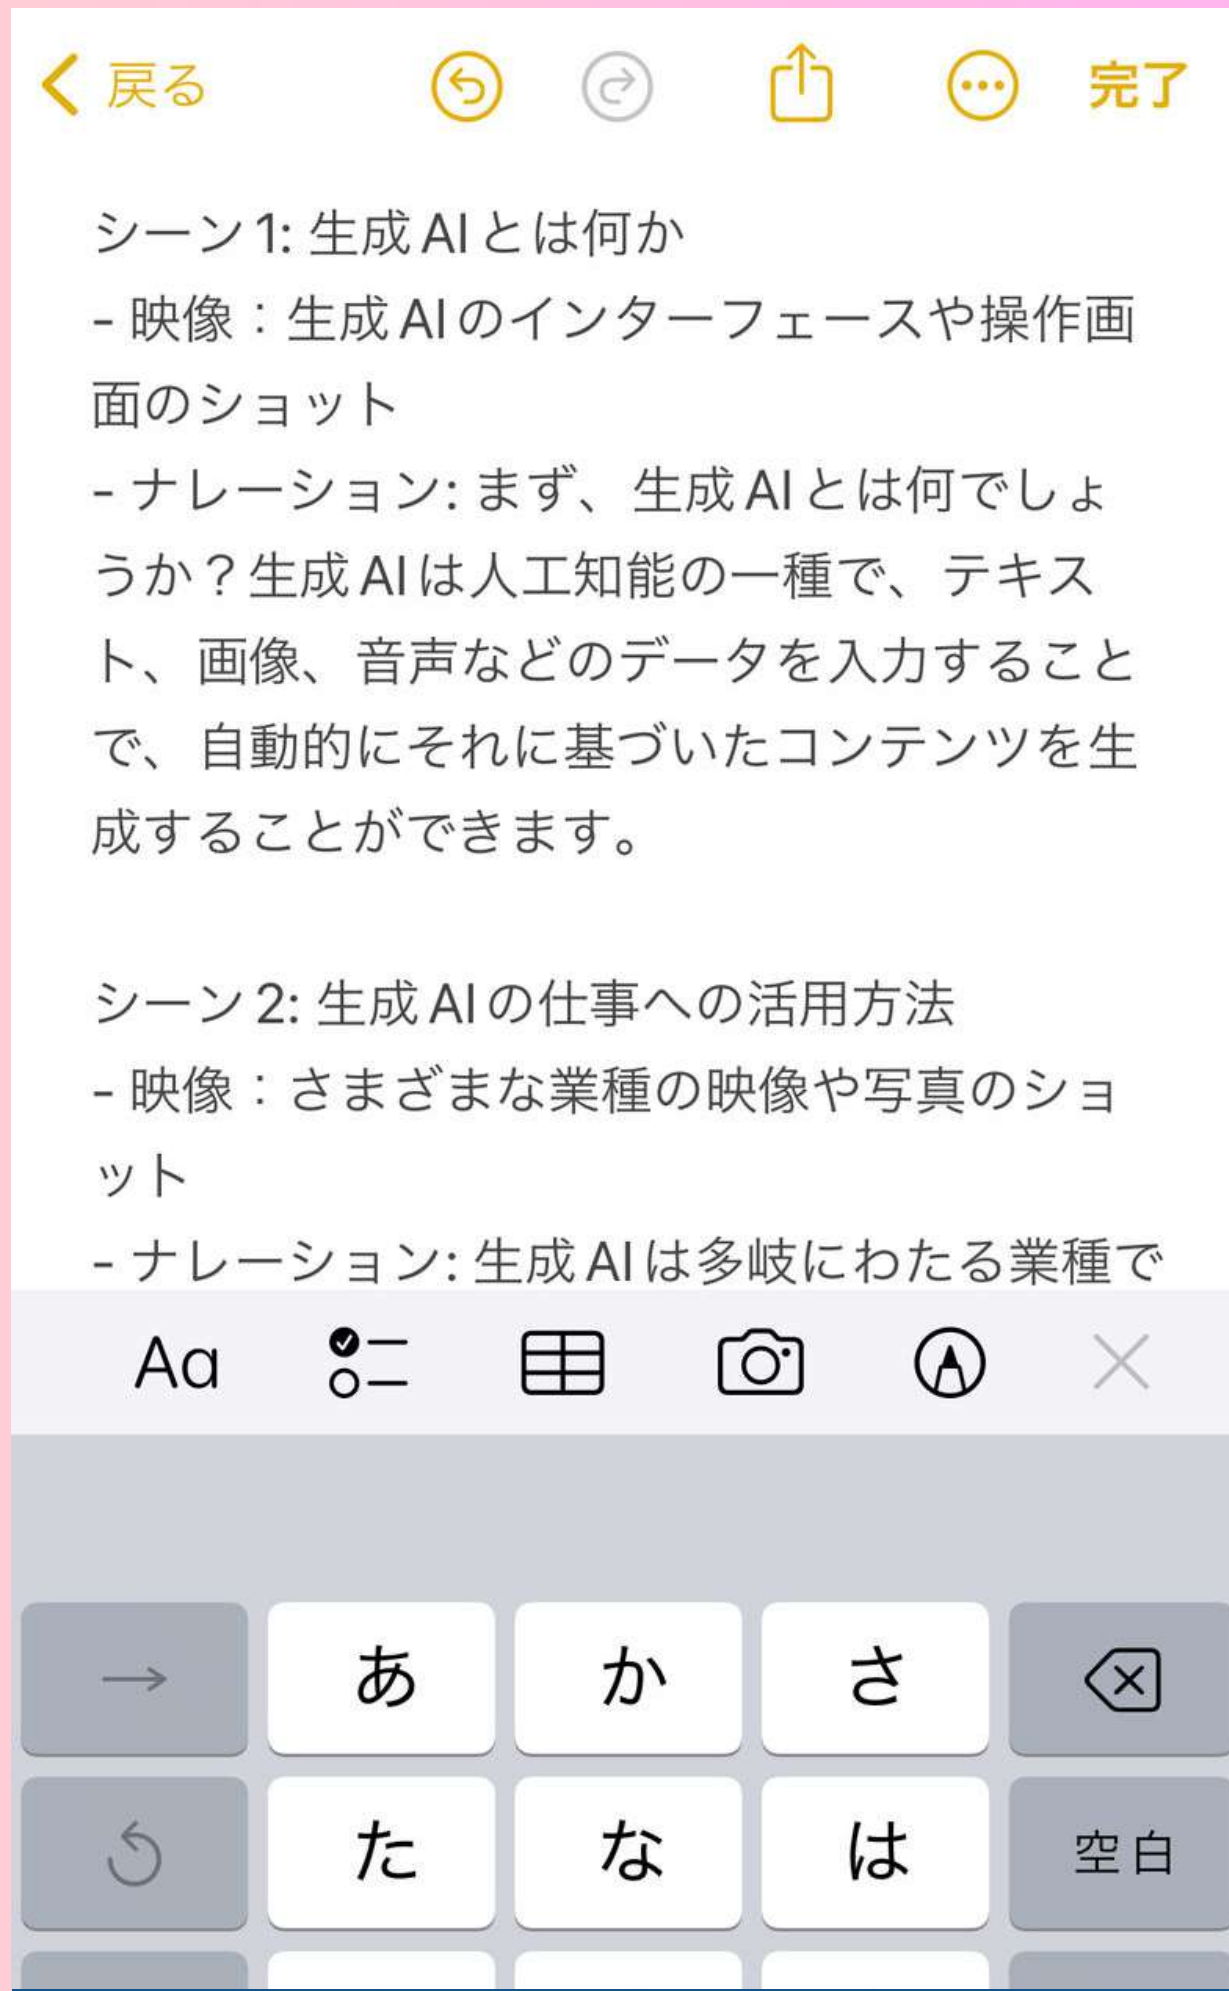 戻る
完了
シーン1: 生成AIとは何か
- 映像：生成AIのインターフェースや操作画
面のショット
- ナレーション: まず、生成AIとは何でしょ
うか？生成AIは人工知能の一種で、テキス
ト、画像、音声などのデータを入力すること
で、自動的にそれに基づいたコンテンツを生
成することができます。
シーン2: 生成AIの仕事への活用方法
- 映像：さまざまな業種の映像や写真のショ
ット
- ナレーション: 生成AIは多岐にわたる業種で
Aa
あ か さ
た な は 空白